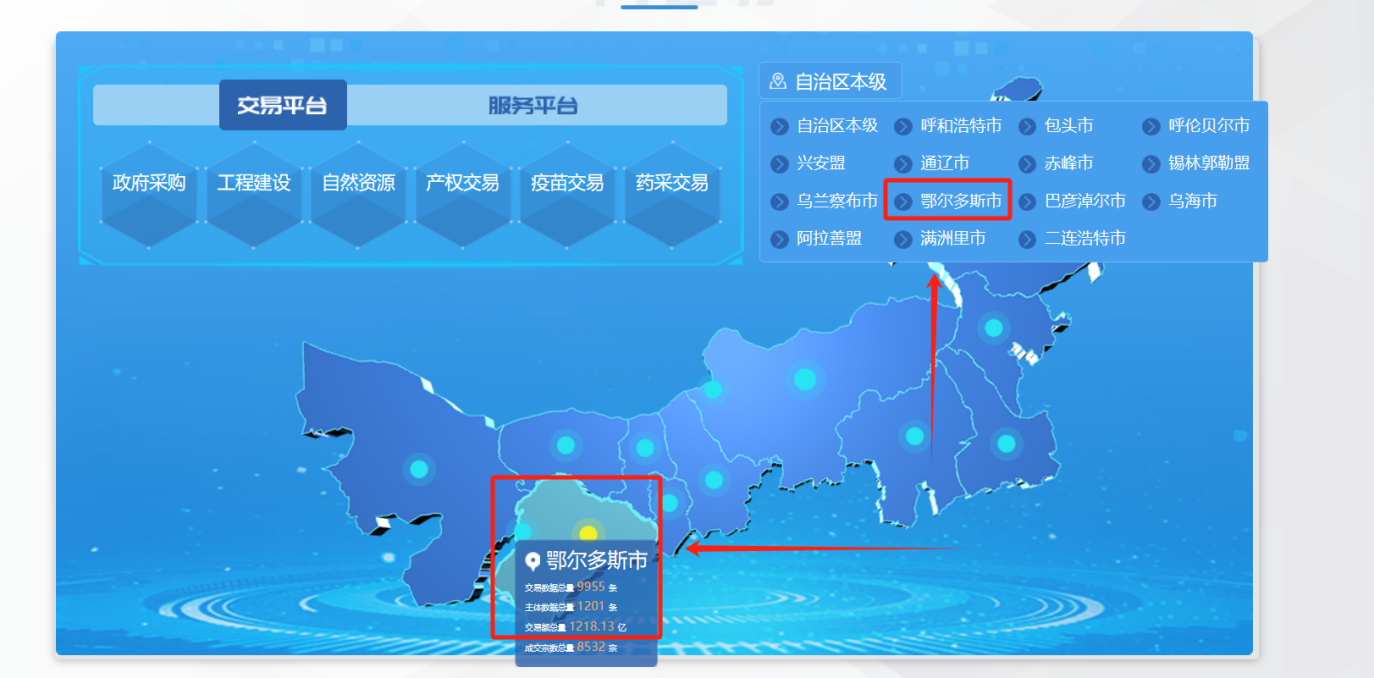 交易平台 服务平台
政府采购 工程建设 自然资源 产权交易 疫苗交易 药采交易
自治区本级
自治区本级 呼和浩特市 包头市 呼伦贝尔市
兴安盟 通辽市 赤峰市 锡林郭勒盟
乌兰察布市 鄂尔多斯市 巴彦淖尔市 乌海市
阿拉善盟 满洲里市 二连浩特市
鄂尔多斯市
交易数据总量 9955 条
主体数据总量 1201 条
交易额总量 1218.13 亿
成交宗数总量 8532 宗